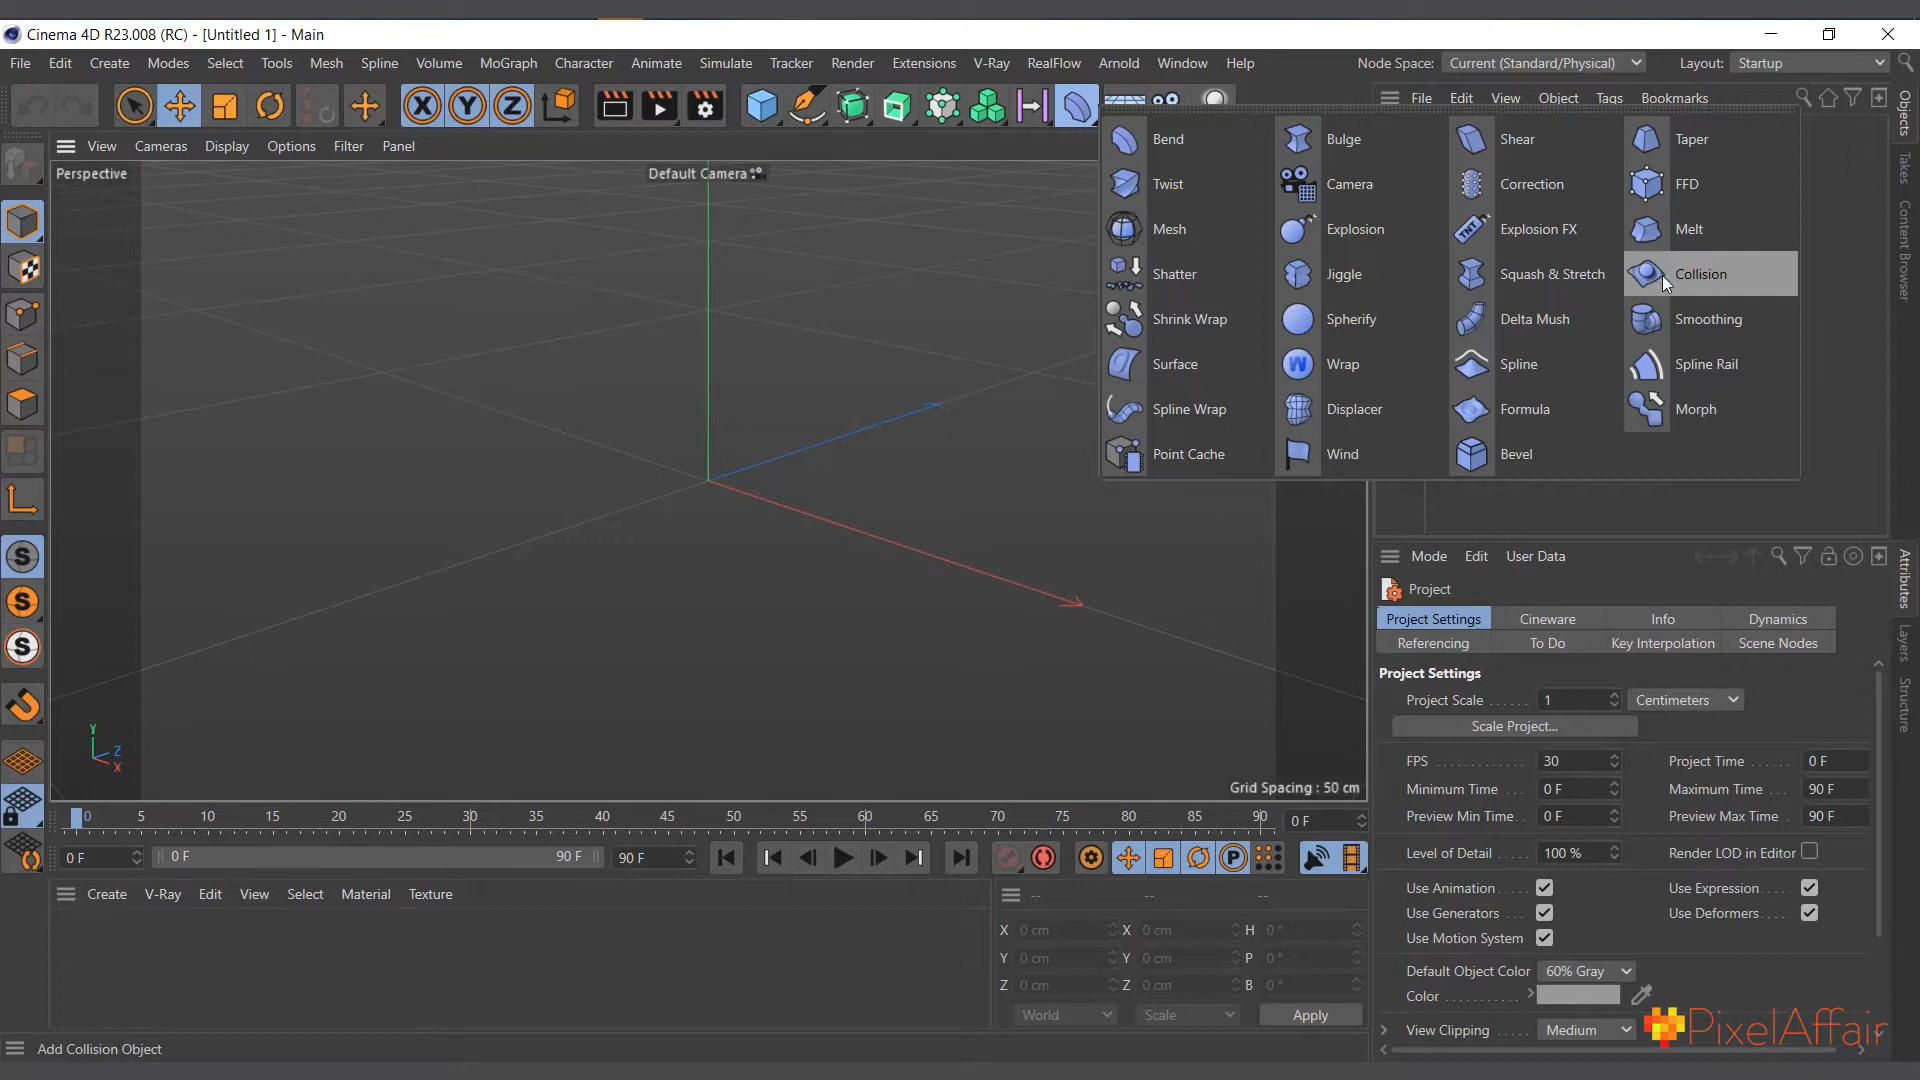 Cinema 4D R23.008 (RC) - [Untitled 1] - Main
File Edit Create Modes Select Tools Mesh Spline Volume MoGraph Character Animate Simulate Tracker Render Extensions V-Ray RealFlow Arnold Window Help Node Space: Current (Standard/Physical) Layout: Startup
X Y Z
File Edit View Object Tags Bookmarks
View Cameras Display Options Filter Panel
Perspective
Default Camera
Bend Bulge Shear Taper
Twist Camera Correction FFD
Mesh Explosion Explosion FX Melt
Shatter Jiggle Squash & Stretch Collision
Shrink Wrap Spherify Delta Mush Smoothing
Surface Wrap Spline Spline Rail
Spline Wrap Displacer Formula Morph
Point Cache Wind Bevel
TNT
W
Objects
Takes
Content Browser
S
S
S
Y
Z
X
Grid Spacing : 50 cm
Mode Edit User Data
Project
Project Settings Cineware Info Dynamics
Referencing To Do Key Interpolation Scene Nodes
Project Settings
Project Scale ...... 1 Centimeters
Scale Project...
FPS ............ 30 Project Time ...... 0 F
Minimum Time ... 0 F Maximum Time ... 90 F
Preview Min Time. 0 F Preview Max Time . 90 F
Level of Detail ..... 100 % Render LOD in Editor
Use Animation ..... Use Expression .....
Use Generators ... Use Deformers .....
Use Motion System
Default Object Color 60% Gray
Color ...........
View Clipping ..... Medium
Attributes
Layers
Structure
0 5 10 15 20 25 30 35 40 45 50 55 60 65 70 75 80 85 90 0 F
0 F 0 F 90 F 90 F
P
Create V-Ray Edit View Select Material Texture
-- -- --
X 0 cm X 0 cm H 0 °
Y 0 cm Y 0 cm P 0 °
Z 0 cm Z 0 cm B 0 °
World Scale Apply
Add Collision Object
PixelAffair